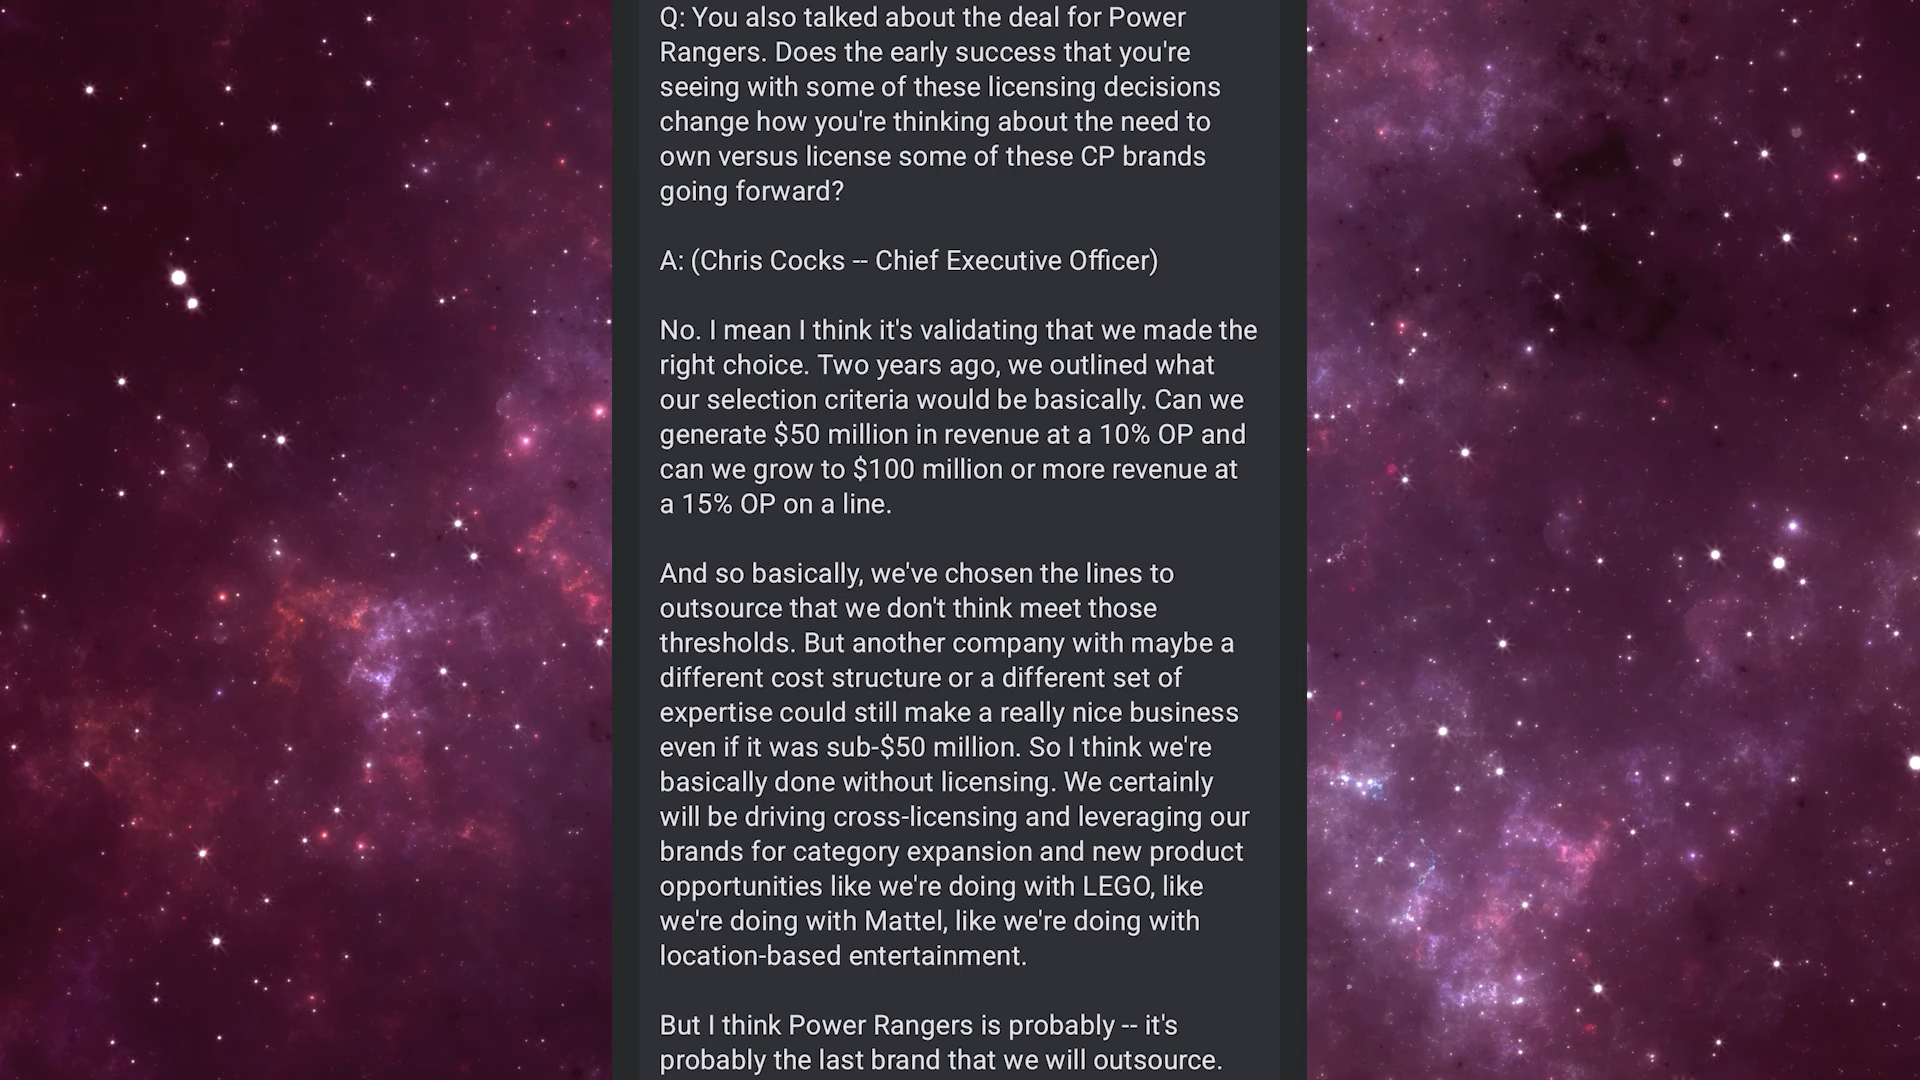 Q: You also talked about the deal for Power
Rangers. Does the early success that you're
seeing with some of these licensing decisions
change how you're thinking about the need to
own versus license some of these CP brands
going forward?
A: (Chris Cocks -- Chief Executive Officer)
No. I mean I think it's validating that we made the
right choice. Two years ago, we outlined what
our selection criteria would be basically. Can we
generate $50 million in revenue at a 10% OP and
can we grow to $100 million or more revenue at
a 15% OP on a line.
And so basically, we've chosen the lines to
outsource that we don't think meet those
thresholds. But another company with maybe a
different cost structure or a different set of
expertise could still make a really nice business
even if it was sub-$50 million. So I think we're
basically done without licensing. We certainly
will be driving cross-licensing and leveraging our
brands for category expansion and new product
opportunities like we're doing with LEGO, like
we're doing with Mattel, like we're doing with
location-based entertainment.
But I think Power Rangers is probably -- it's
probably the last brand that we will outsource.